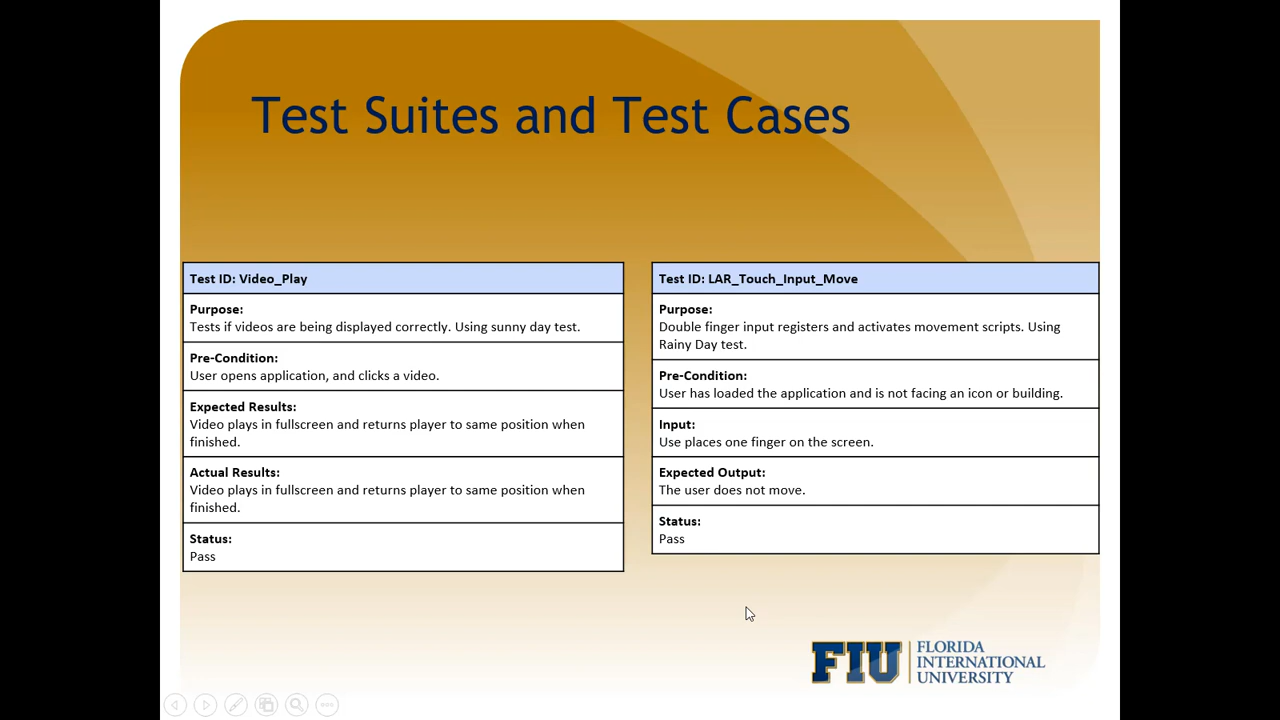 Test Suites and Test Cases
Test ID: Video_Play
Purpose:
Tests if videos are being displayed correctly. Using sunny day test.
Pre-Condition:
User opens application, and clicks a video.
Expected Results:
Video plays in fullscreen and returns player to same position when
finished.
Actual Results:
Video plays in fullscreen and returns player to same position when
finished.
Status:
Pass
Test ID: LAR_Touch_Input_Move
Purpose:
Double finger input registers and activates movement scripts. Using
Rainy Day test.
Pre-Condition:
User has loaded the application and is not facing an icon or building.
Input:
Use places one finger on the screen.
Expected Output:
The user does not move.
Status:
Pass
FIU
FLORIDA
INTERNATIONAL
UNIVERSITY